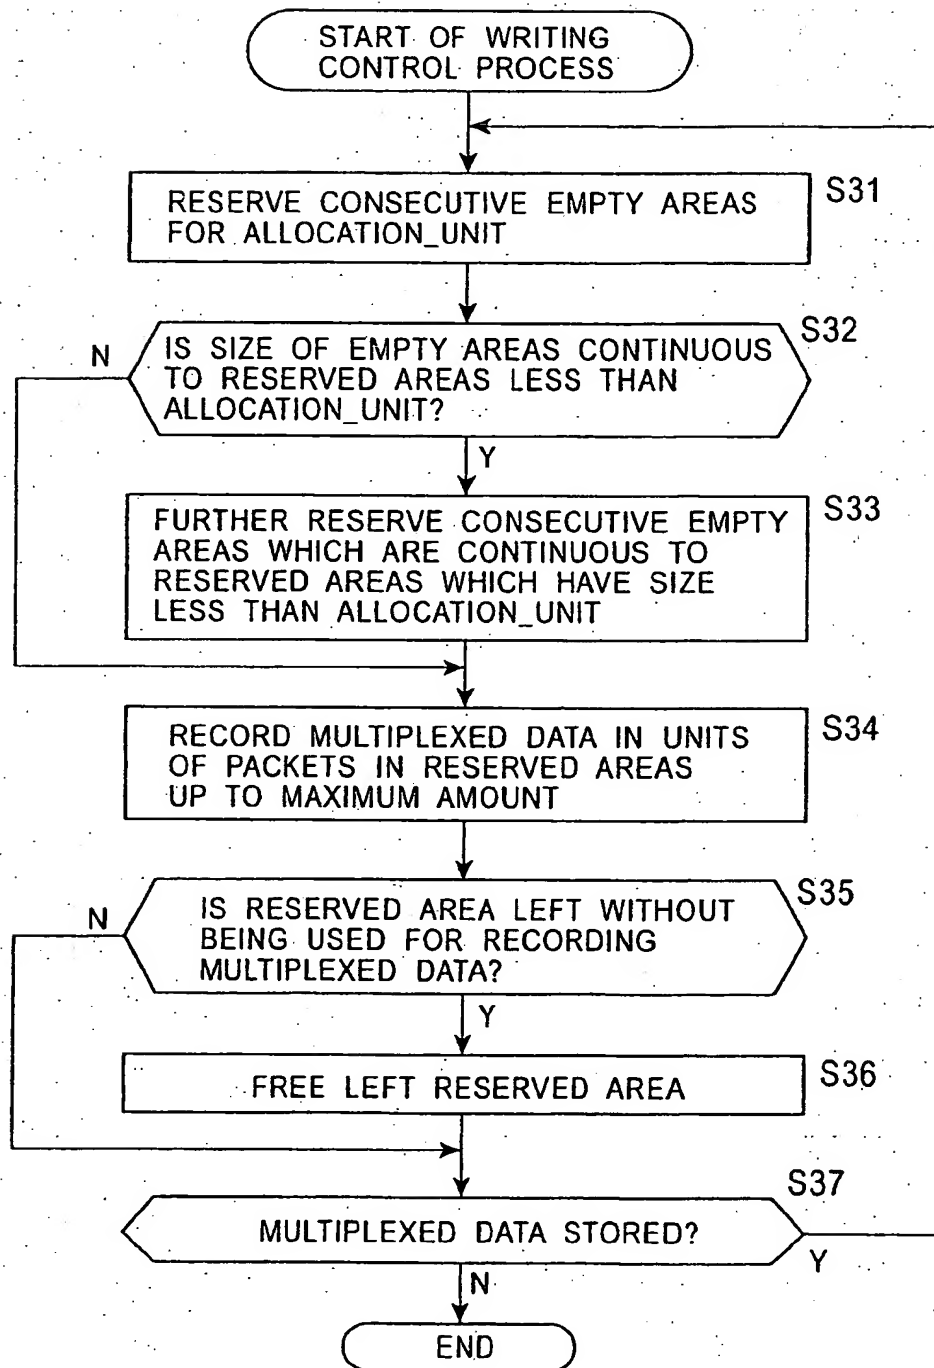 START OF WRITING
CONTROL PROCESS
S31
RESERVE CONSECUTIVE EMPTY AREAS
FOR ALLOCATION_UNIT
S32
N
IS SIZE OF EMPTY AREAS CONTINUOUS
TO RESERVED AREAS LESS THAN
ALLOCATION_UNIT?
Y
S33
FURTHER RESERVE CONSECUTIVE EMPTY
AREAS WHICH ARE CONTINUOUS TO
RESERVED AREAS WHICH HAVE SIZE
LESS THAN ALLOCATION_UNIT
S34
RECORD MULTIPLEXED DATA IN UNITS
OF PACKETS IN RESERVED AREAS
UP TO MAXIMUM AMOUNT
S35
N
IS RESERVED AREA LEFT WITHOUT
BEING USED FOR RECORDING
MULTIPLEXED DATA?
Y
S36
FREE LEFT RESERVED AREA
S37
MULTIPLEXED DATA STORED?
Y
N
END